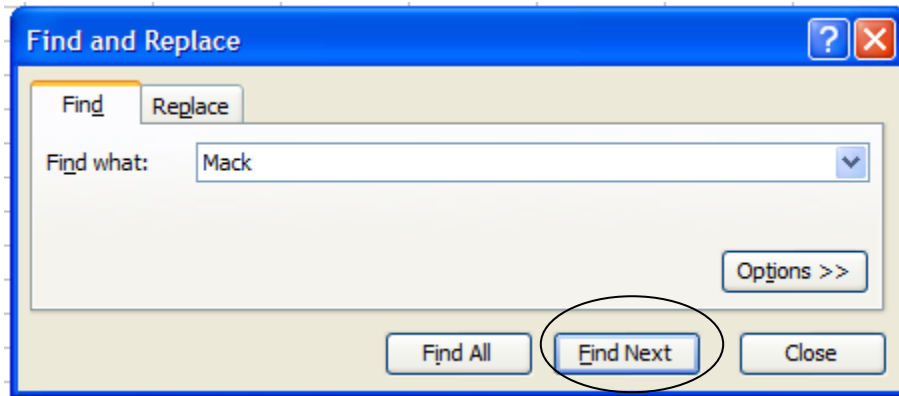 Find and Replace ?
Find Replace
Find what: Mack
Options >>
Find All Find Next Close